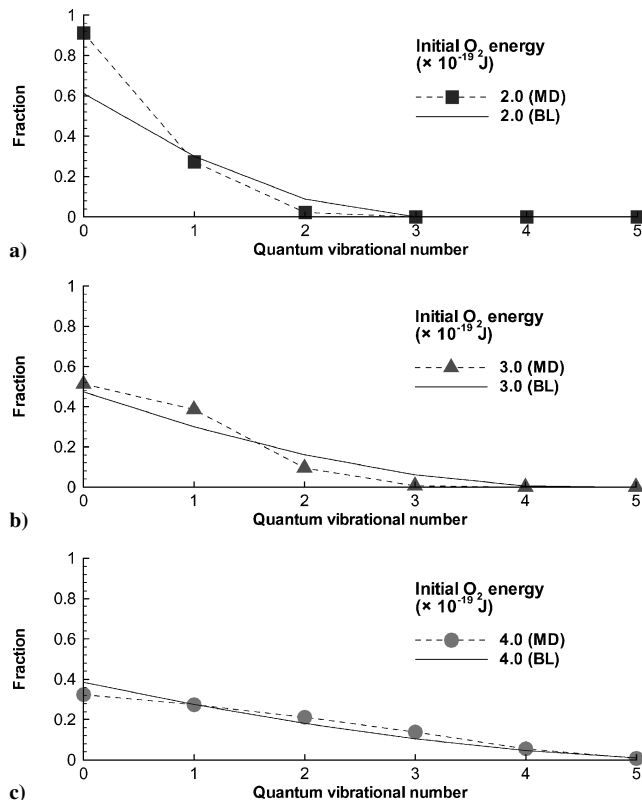 1
0.8
0.6
0.4
0.2
0
Fraction
Initial O2 energy
(× 10-19 J)
2.0 (MD)
2.0 (BL)
0 1 2 3 4 5
Quantum vibrational number
a)
1
0.8
0.6
0.4
0.2
0
Fraction
Initial O2 energy
(× 10-19 J)
3.0 (MD)
3.0 (BL)
0 1 2 3 4 5
Quantum vibrational number
b)
1
0.8
0.6
0.4
0.2
0
Fraction
Initial O2 energy
(× 10-19 J)
4.0 (MD)
4.0 (BL)
0 1 2 3 4 5
Quantum vibrational number
c)